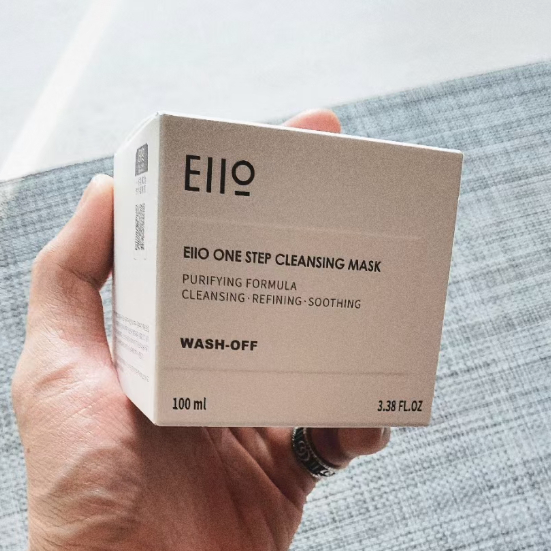 EIIO
EIIO ONE STEP CLEANSING MASK
PURIFYING FORMULA
CLEANSING·REFINING·SOOTHING
WASH-OFF
100 ml
3.38 FL.OZ